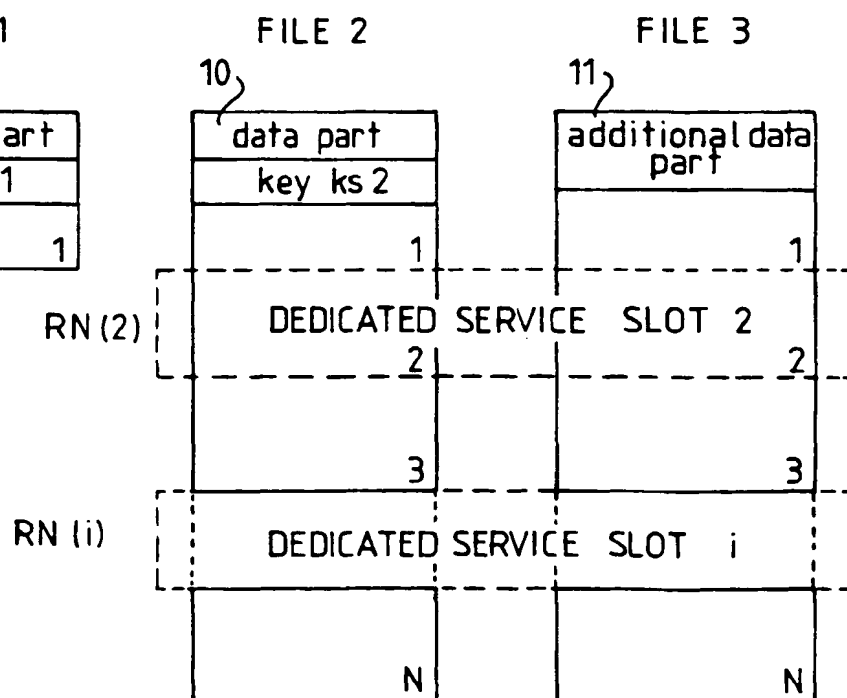 1 FILE 2 FILE 3
10 11
art data part additional data
part
1 key ks 2
1 1 1
RN (2) DEDICATED SERVICE SLOT 2
2 2
3 3
RN (i) DEDICATED SERVICE SLOT i
N N